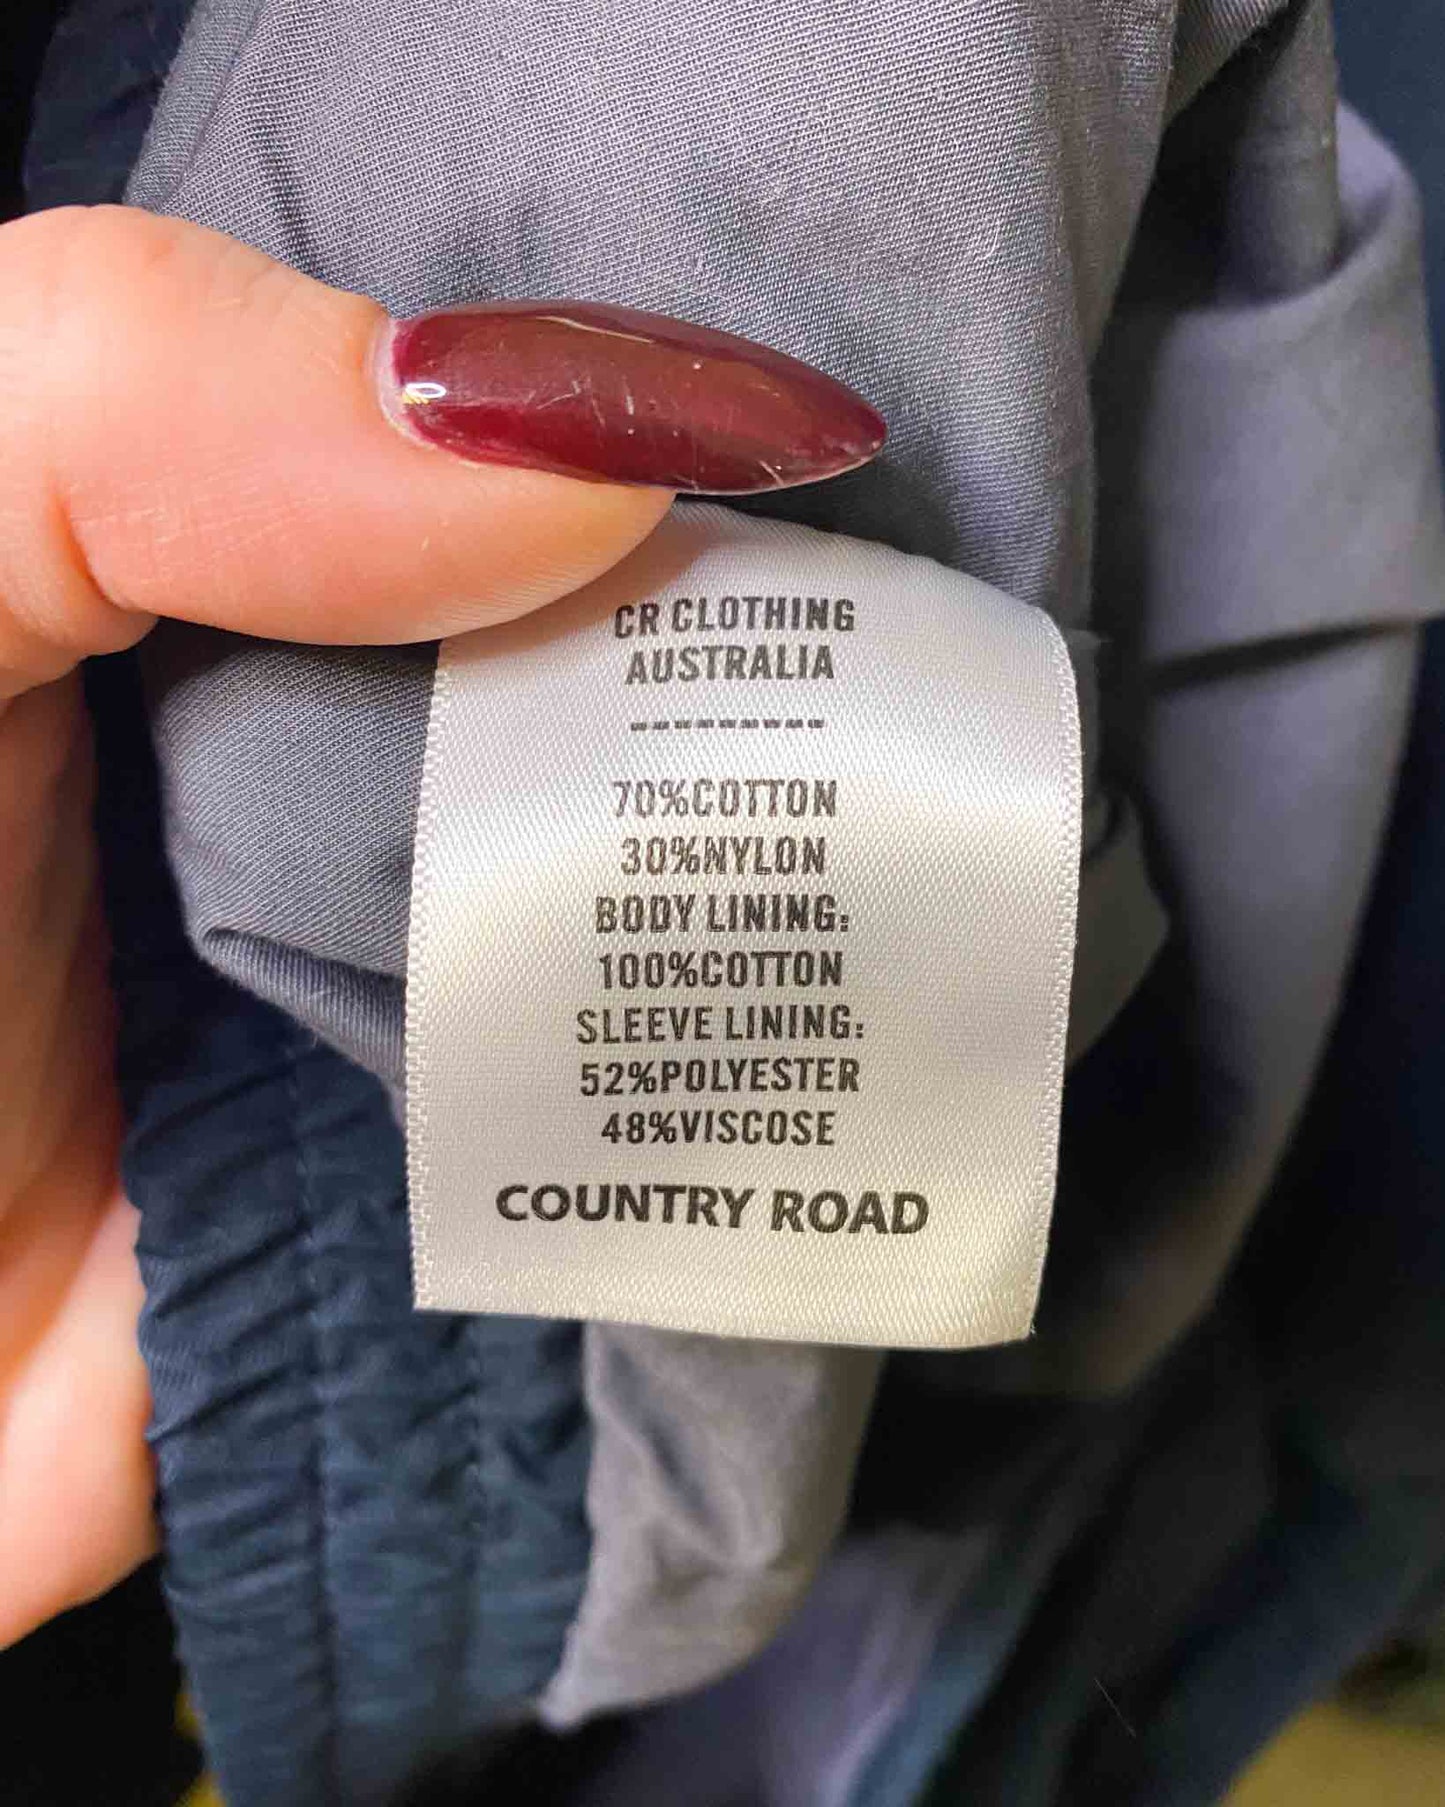 CR CLOTHING
AUSTRALIA
---------
70%COTTON
30%NYLON
BODY LINING:
100%COTTON
SLEEVE LINING:
52%POLYESTER
48%VISCOSE
COUNTRY ROAD